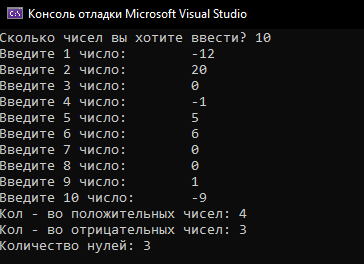 Консоль отладки Microsoft Visual Studio
Сколько чисел вы хотите ввести? 10
Введите 1 число: -12
Введите 2 число: 20
Введите 3 число: 0
Введите 4 число: -1
Введите 5 число: 5
Введите 6 число: 6
Введите 7 число: 0
Введите 8 число: 0
Введите 9 число: 1
Введите 10 число: -9
Кол - во положительных чисел: 4
Кол - во отрицательных чисел: 3
Количество нулей: 3